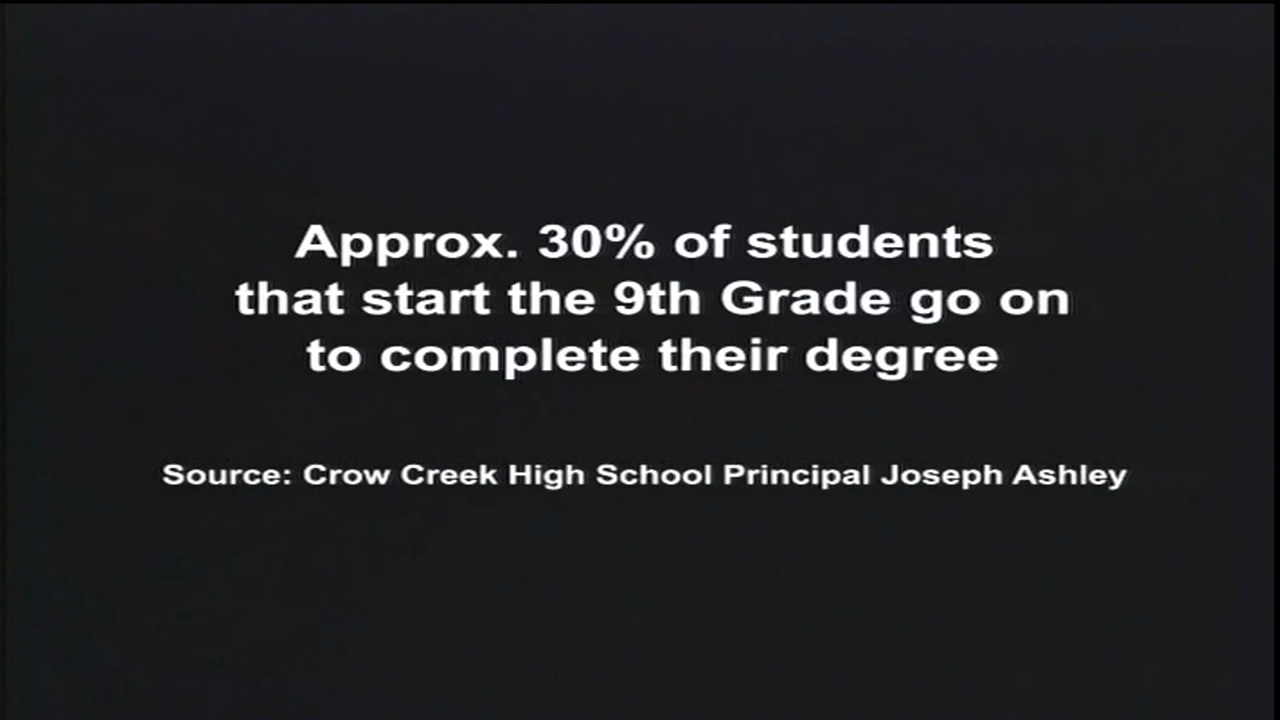 Approx. 30% of students
that start the 9th Grade go on
to complete their degree
Source: Crow Creek High School Principal Joseph Ashley